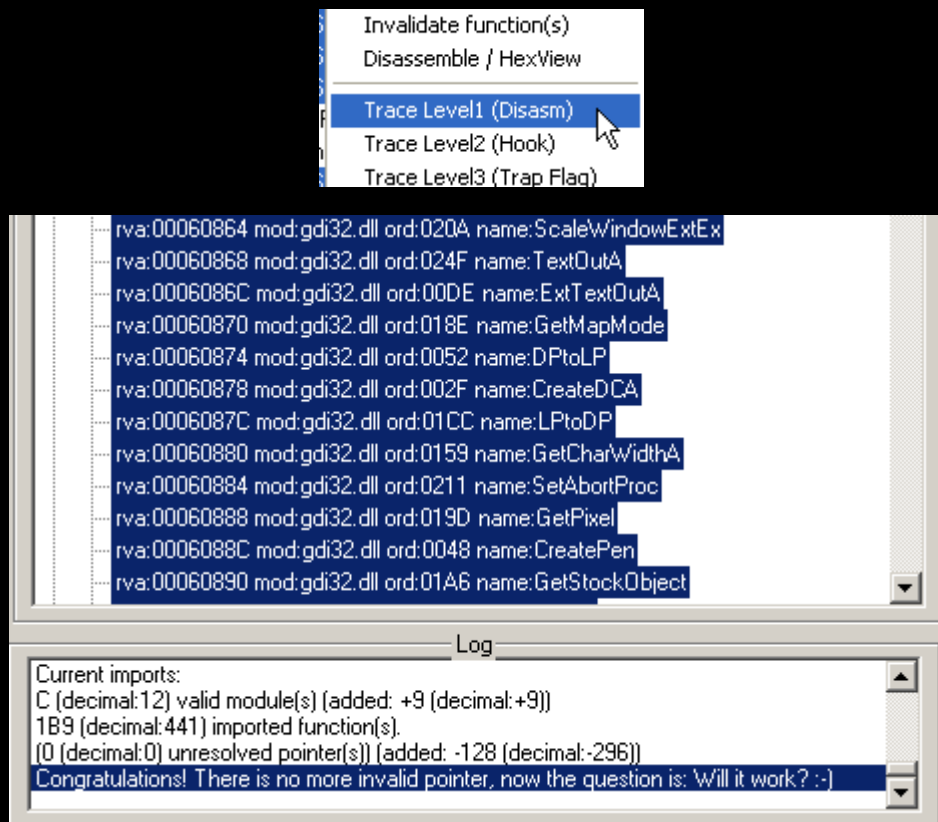 Invalidate function(s)
Disassemble / HexView
Trace Level1 (Disasm)
Trace Level2 (Hook)
Trace Level3 (Trap Flag)
rva:00060864 mod:gdi32.dll ord:020A name:ScaleWindowExtEx
rva:00060868 mod:gdi32.dll ord:024F name:TextOutA
rva:0006086C mod:gdi32.dll ord:00DE name:ExtTextOutA
rva:00060870 mod:gdi32.dll ord:018E name:GetMapMode
rva:00060874 mod:gdi32.dll ord:0052 name:DPtoLP
rva:00060878 mod:gdi32.dll ord:002F name:CreateDCA
rva:0006087C mod:gdi32.dll ord:01CC name:LPtoDP
rva:00060880 mod:gdi32.dll ord:0159 name:GetCharWidthA
rva:00060884 mod:gdi32.dll ord:0211 name:SetAbortProc
rva:00060888 mod:gdi32.dll ord:019D name:GetPixel
rva:0006088C mod:gdi32.dll ord:0048 name:CreatePen
rva:00060890 mod:gdi32.dll ord:01A6 name:GetStockObject
Log
Current imports:
C (decimal:12) valid module(s) (added: +9 (decimal:+9))
1B9 (decimal:441) imported function(s).
(0 (decimal:0) unresolved pointer(s)) (added: -128 (decimal:-296))
Congratulations! There is no more invalid pointer, now the question is: Will it work? :-)